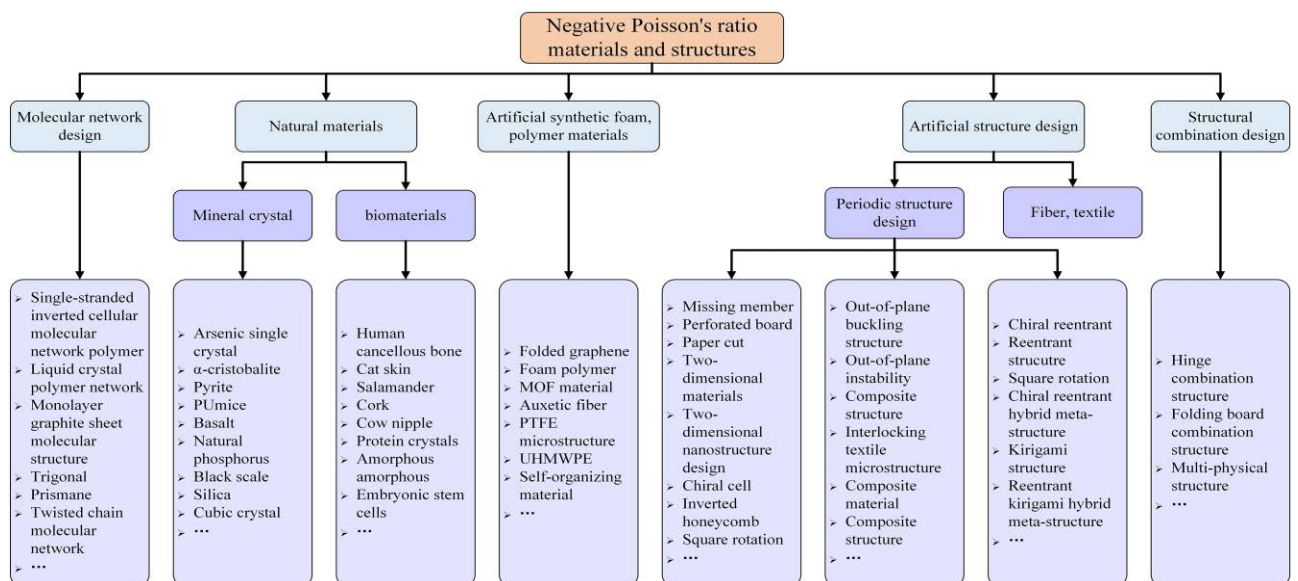 Negative Poisson's ratio
materials and structures
Molecular network
design
Natural materials
Artificial synthetic foam,
polymer materials
Artificial structure design
Structural
combination design
Mineral crystal
biomaterials
Periodic structure
design
Fiber, textile
➢ Single-stranded
inverted cellular
molecular
network polymer
➢ Liquid crystal
polymer network
➢ Monolayer
graphite sheet
molecular
structure
➢ Trigonal
➢ Prismane
➢ Twisted chain
molecular
network
➢ ···
➢ Arsenic single
crystal
➢ α-cristobalite
➢ Pyrite
➢ PUmice
➢ Basalt
➢ Natural
phosphorus
➢ Black scale
➢ Silica
➢ Cubic crystal
➢ ···
➢ Human
cancellous bone
➢ Cat skin
➢ Salamander
➢ Cork
➢ Cow nipple
➢ Protein crystals
➢ Amorphous
amorphous
➢ Embryonic stem
cells
➢ ···
➢ Folded graphene
➢ Foam polymer
➢ MOF material
➢ Auxetic fiber
➢ PTFE
microstructure
➢ UHMWPE
➢ Self-organizing
material
➢ ···
➢ Missing member
➢ Perforated board
➢ Paper cut
➢ Two-
dimensional
materials
➢ Two-
dimensional
nanostructure
design
➢ Chiral cell
➢ Inverted
honeycomb
➢ Square rotation
➢ ···
➢ Out-of-plane
buckling
structure
➢ Out-of-plane
instability
➢ Composite
structure
➢ Interlocking
textile
microstructure
➢ Composite
material
➢ Composite
structure
➢ ···
➢ Chiral reentrant
➢ Reentrant
strucutre
➢ Square rotation
➢ Chiral reentrant
hybrid meta-
structure
➢ Kirigami
structure
➢ Reentrant
kirigami hybrid
meta-structure
➢ ···
➢ Hinge
combination
structure
➢ Folding board
combination
structure
➢ Multi-physical
structure
➢ ···